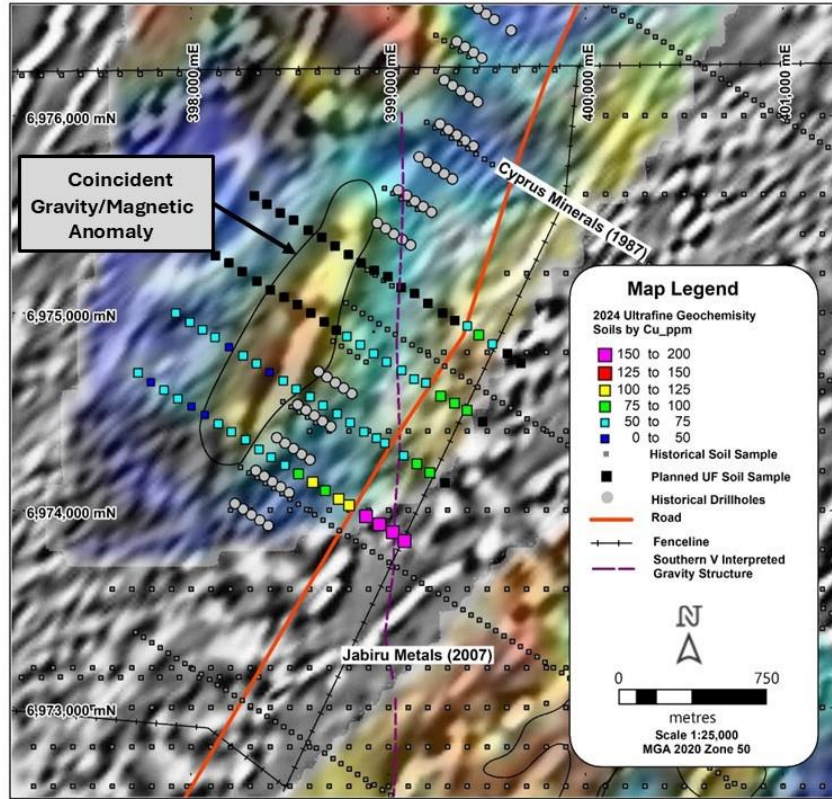 398,000 mE
399,000 mE
400,000 mE
401,000 mE
6,976,000 mN
Coincident
Gravity/Magnetic
Anomaly
Cyprus Minerals (1987)
6,975,000 mN
6,974,000 mN
Jabiru Metals (2007)
6,973,000 mN
Map Legend
2024 Ultrafine Geochemisity
Soils by Cu_ppm
150 to 200
125 to 150
100 to 125
75 to 100
50 to 75
0 to 50
Historical Soil Sample
Planned UF Soil Sample
Historical Drillholes
Road
Fenceline
Southern V Interpreted
Gravity Structure
N
0 750
metres
Scale 1:25,000
MGA 2020 Zone 50